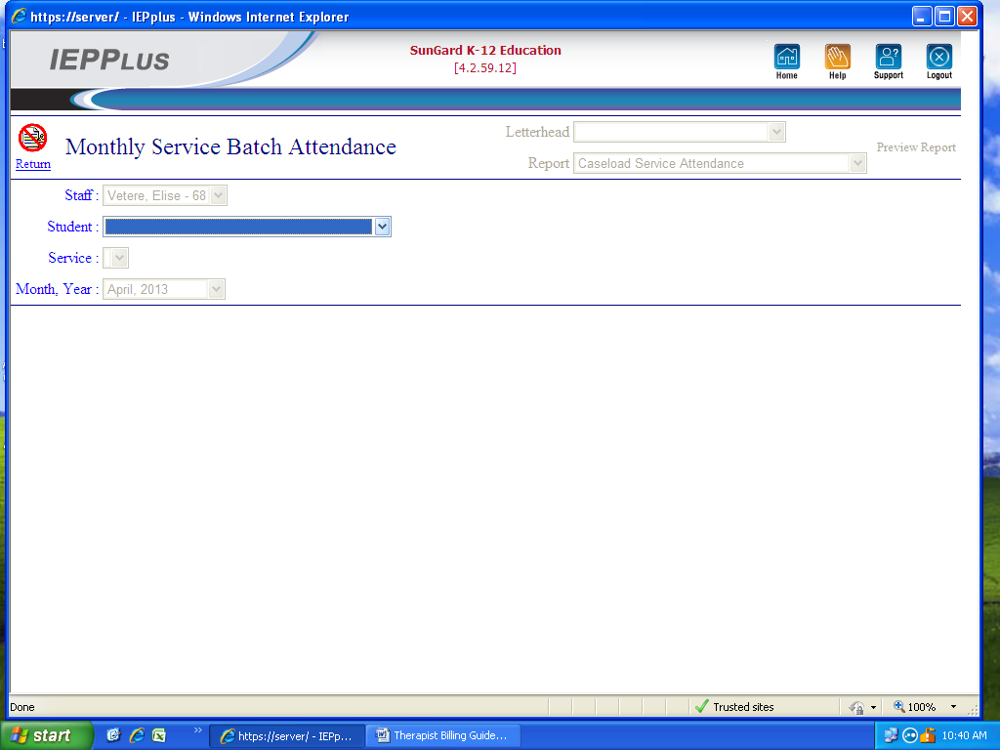 https://server/ - IEPplus - Windows Internet Explorer
IEPPLUS
SunGard K-12 Education
[4.2.59.12]
Home
Help
Support
Logout
Return
Monthly Service Batch Attendance
Letterhead
Report
Caseload Service Attendance
Preview Report
Staff :
Vetere, Elise - 68
Student :
Service :
Month, Year :
April, 2013
Done
Trusted sites
100%
start
https://server/ - IEPp...
Therapist Billing Guide...
10:40 AM